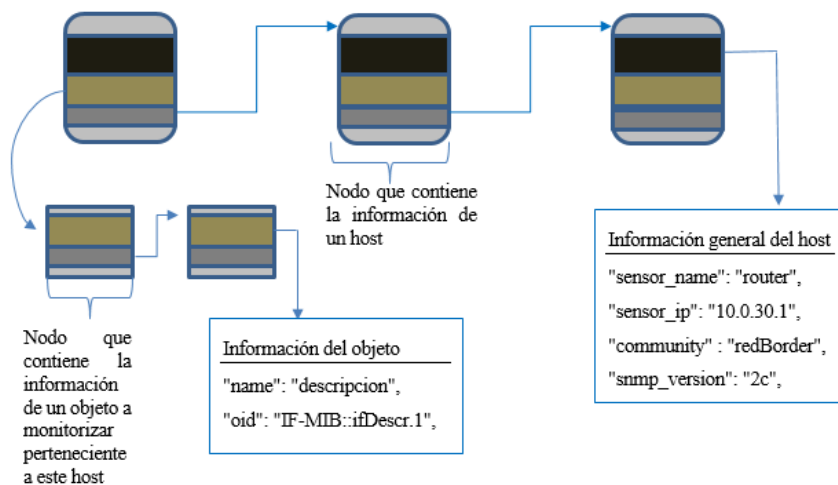 Nodo que contiene
la información de
un host
Nodo que
contiene la
información
de un objeto a
monitorizar
perteneciente
a este host
Información del objeto
"name": "descripcion",
"oid": "IF-MIB::ifDescr.1",
Información general del host
"sensor_name": "router",
"sensor_ip": "10.0.30.1",
"community" : "redBorder",
"snmp_version": "2c",